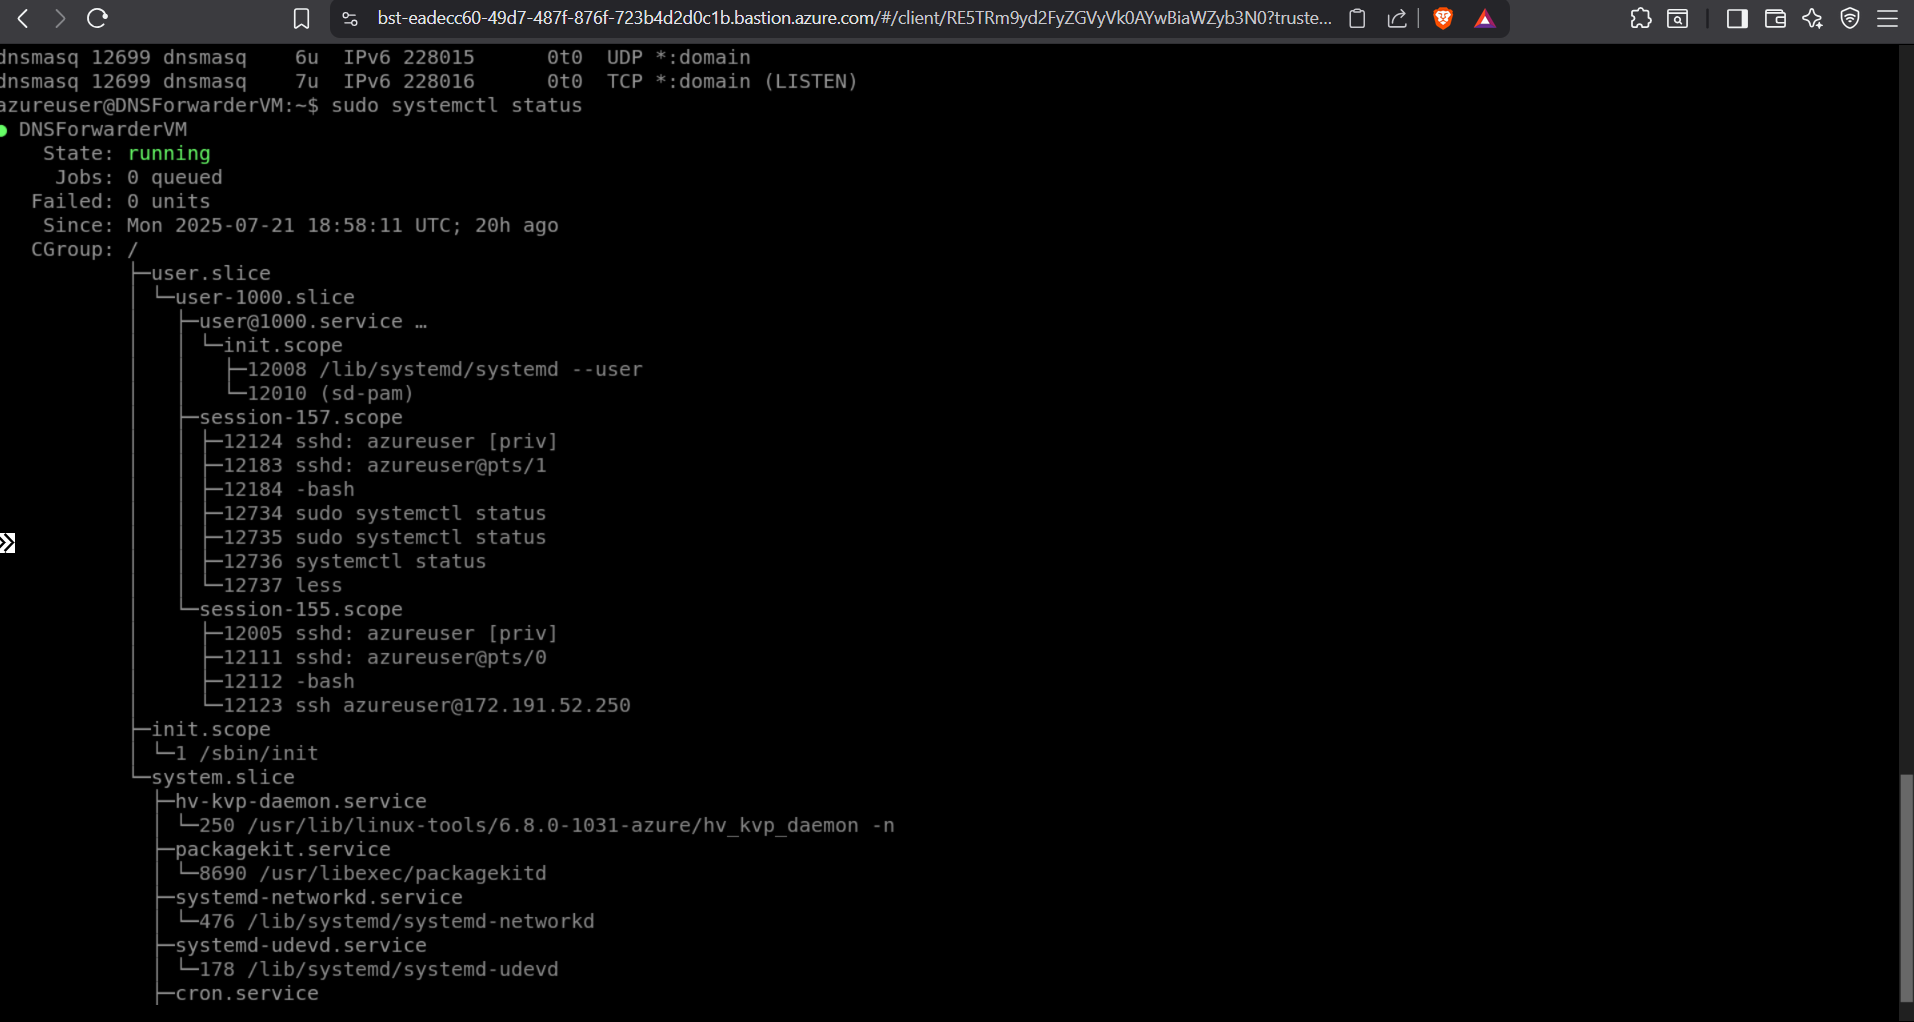 bst-eadecc60-49d7-487f-876f-723b4d2d0c1b.bastion.azure.com/#/client/RE5TRm9yd2FyZGVyVk0AYwBiaWZyb3N0?truste...
dnsmasq 12699 dnsmasq    6u  IPv6 228015      0t0  UDP *:domain
dnsmasq 12699 dnsmasq    7u  IPv6 228016      0t0  TCP *:domain (LISTEN)
azureuser@DNSForwarderVM:~$ sudo systemctl status
● DNSForwarderVM
    State: running
     Jobs: 0 queued
   Failed: 0 units
    Since: Mon 2025-07-21 18:58:11 UTC; 20h ago
   CGroup: /
           ├─user.slice
           │ └─user-1000.slice
           │   ├─user@1000.service …
           │   │ └─init.scope
           │   │   ├─12008 /lib/systemd/systemd --user
           │   │   └─12010 (sd-pam)
           │   ├─session-157.scope
           │   │ ├─12124 sshd: azureuser [priv]
           │   │ ├─12183 sshd: azureuser@pts/1
           │   │ ├─12184 -bash
           │   │ ├─12734 sudo systemctl status
           │   │ ├─12735 sudo systemctl status
           │   │ ├─12736 systemctl status
           │   │ └─12737 less
           │   └─session-155.scope
           │     ├─12005 sshd: azureuser [priv]
           │     ├─12111 sshd: azureuser@pts/0
           │     ├─12112 -bash
           │     └─12123 ssh azureuser@172.191.52.250
           ├─init.scope
           │ └─1 /sbin/init
           └─system.slice
             ├─hv-kvp-daemon.service
             │ └─250 /usr/lib/linux-tools/6.8.0-1031-azure/hv_kvp_daemon -n
             ├─packagekit.service
             │ └─8690 /usr/libexec/packagekitd
             ├─systemd-networkd.service
             │ └─476 /lib/systemd/systemd-networkd
             ├─systemd-udevd.service
             │ └─178 /lib/systemd/systemd-udevd
             ├─cron.service